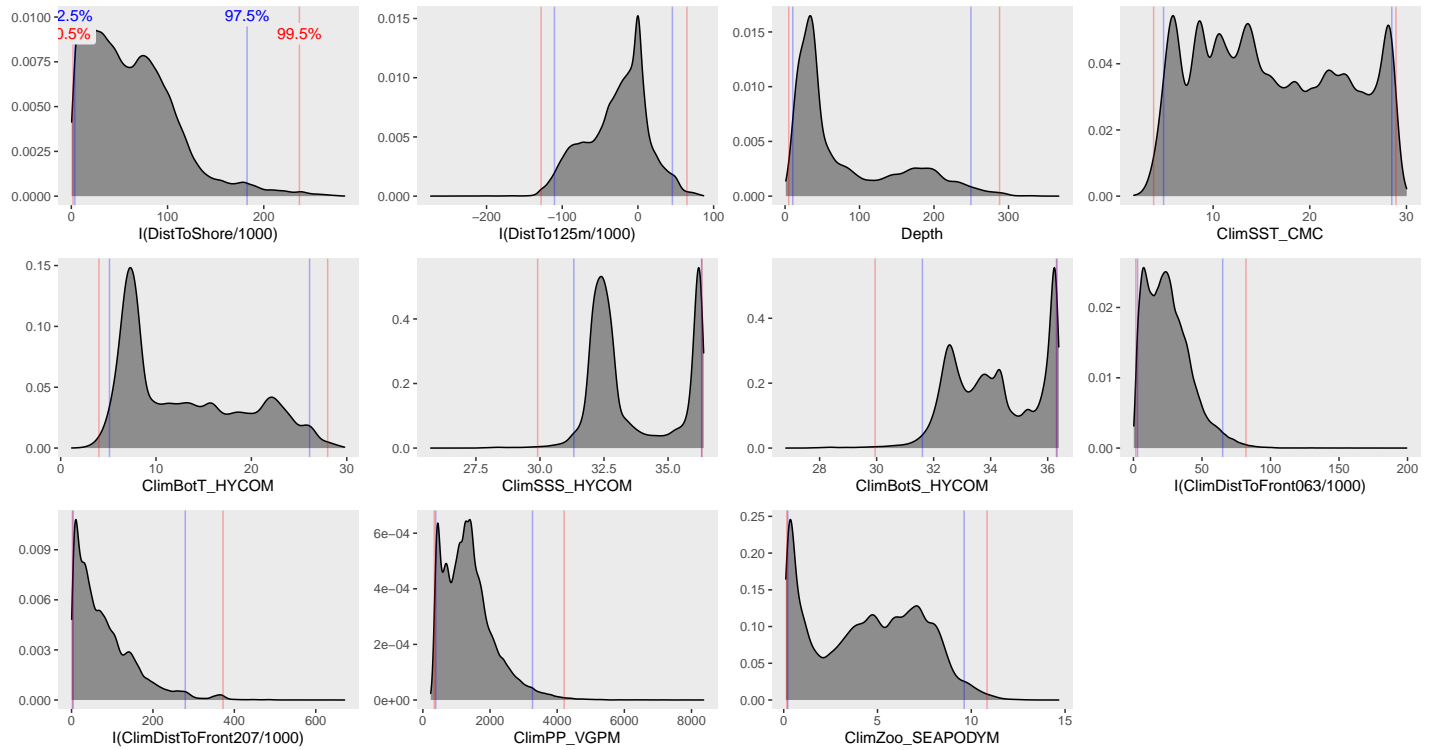 2.5% 97.5%
0.5% 99.5%
0.0100
0.0075
0.0050
0.0025
0.0000
0 100 200
I(DistToShore/1000)
0.015
0.010
0.005
0.000
−200 −100 0 100
I(DistTo125m/1000)
0.015
0.010
0.005
0.000
0 100 200 300
Depth
0.04
0.02
0.00
10 20 30
ClimSST_CMC
0.15
0.10
0.05
0.00
0 10 20 30
ClimBotT_HYCOM
0.4
0.2
0.0
27.5 30.0 32.5 35.0
ClimSSS_HYCOM
0.4
0.2
0.0
28 30 32 34 36
ClimBotS_HYCOM
0.02
0.01
0.00
0 50 100 150 200
I(ClimDistToFront063/1000)
0.009
0.006
0.003
0.000
0 200 400 600
I(ClimDistToFront207/1000)
6e−04
4e−04
2e−04
0e+00
0 2000 4000 6000 8000
ClimPP_VGPM
0.25
0.20
0.15
0.10
0.05
0.00
0 5 10 15
ClimZoo_SEAPODYM